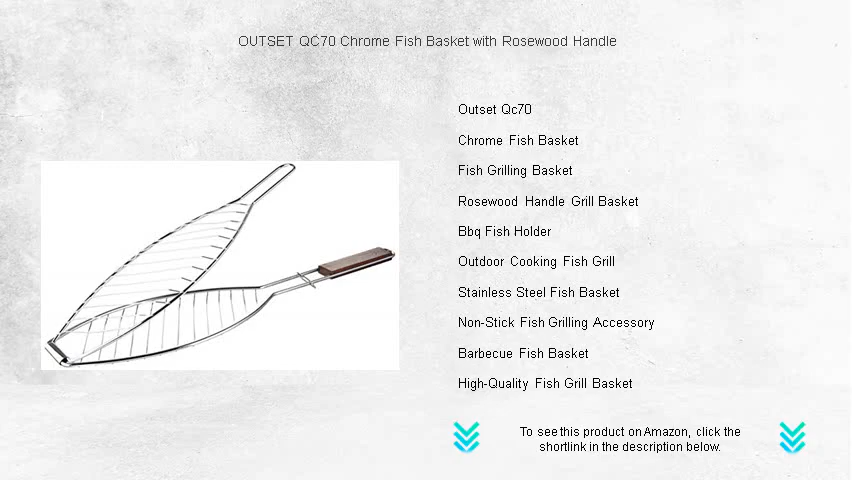 OUTSET QC70 Chrome Fish Basket with Rosewood Handle
Outset Qc70
Chrome Fish Basket
Fish Grilling Basket
Rosewood Handle Grill Basket
Bbq Fish Holder
Outdoor Cooking Fish Grill
Stainless Steel Fish Basket
Non-Stick Fish Grilling Accessory
Barbecue Fish Basket
High-Quality Fish Grill Basket
To see this product on Amazon, click the
shortlink in the description below.